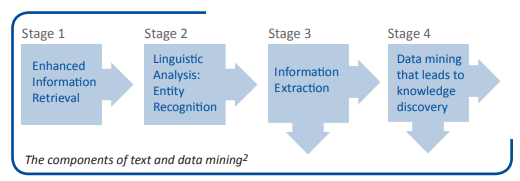 Stage 1
Enhanced
Information
Retrieval
Stage 2
Linguistic
Analysis:
Entity
Recognition
Stage 3
Information
Extraction
Stage 4
Data mining
that leads to
knowledge
discovery
The components of text and data mining²